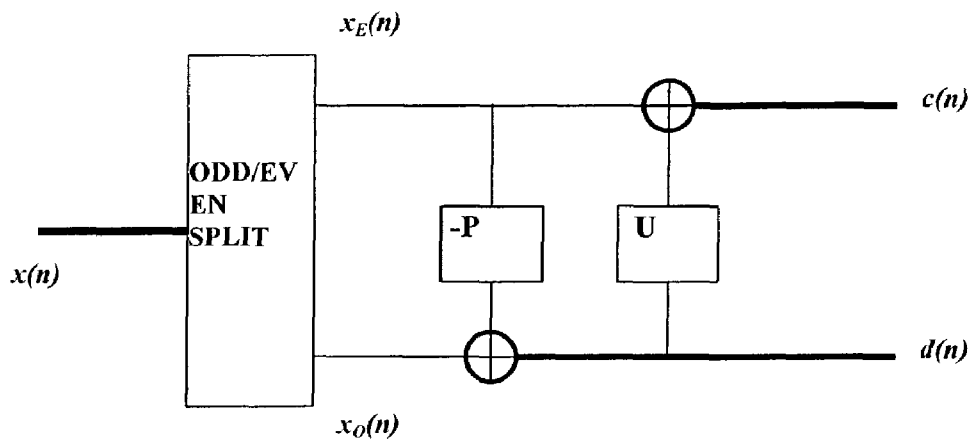 x_E(n)
c(n)
ODD/EV
EN
SPLIT
-P
U
x(n)
d(n)
x_O(n)